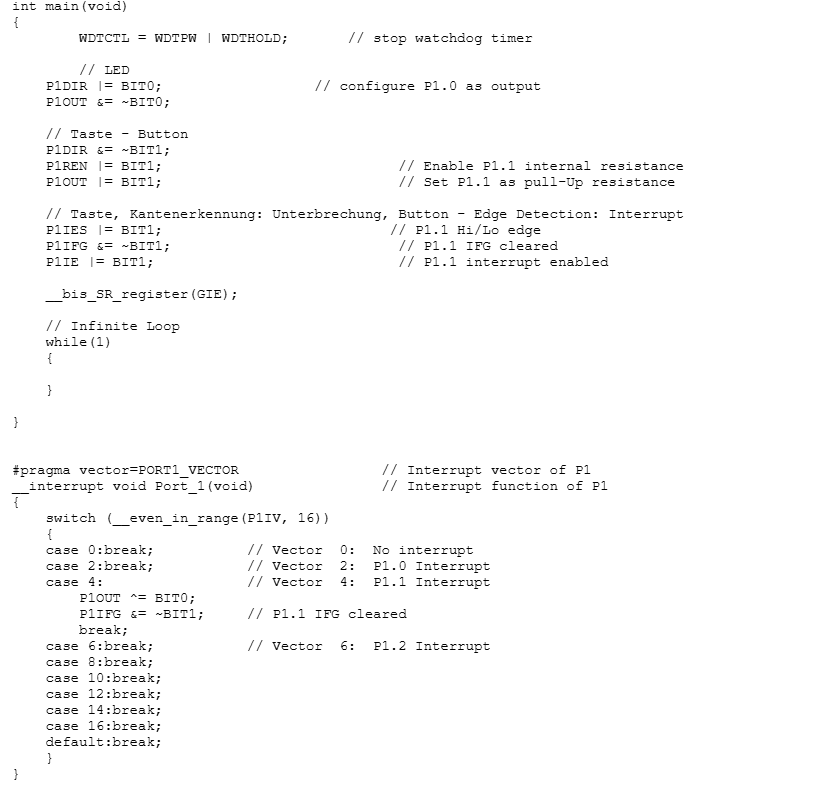 int main(void)
{
        WDTCTL = WDTPW | WDTHOLD;       // stop watchdog timer
        // LED
    P1DIR |= BIT0;                  // configure P1.0 as output
    P1OUT &= ~BIT0;
    // Taste - Button
    P1DIR &= ~BIT1;
    P1REN |= BIT1;                            // Enable P1.1 internal resistance
    P1OUT |= BIT1;                            // Set P1.1 as pull-Up resistance
    // Taste, Kantenerkennung: Unterbrechung, Button - Edge Detection: Interrupt
    P1IES |= BIT1;                           // P1.1 Hi/Lo edge
    P1IFG &= ~BIT1;                           // P1.1 IFG cleared
    P1IE |= BIT1;                             // P1.1 interrupt enabled
    __bis_SR_register(GIE);
    // Infinite Loop
    while(1)
    {
    }
}
#pragma vector=PORT1_VECTOR                 // Interrupt vector of P1
__interrupt void Port_1(void)               // Interrupt function of P1
{
    switch (__even_in_range(P1IV, 16))
    {
    case 0:break;           // Vector  0:  No interrupt
    case 2:break;           // Vector  2:  P1.0 Interrupt
    case 4:                 // Vector  4:  P1.1 Interrupt
        P1OUT ^= BIT0;
        P1IFG &= ~BIT1;     // P1.1 IFG cleared
        break;
    case 6:break;           // Vector  6:  P1.2 Interrupt
    case 8:break;
    case 10:break;
    case 12:break;
    case 14:break;
    case 16:break;
    default:break;
    }
}